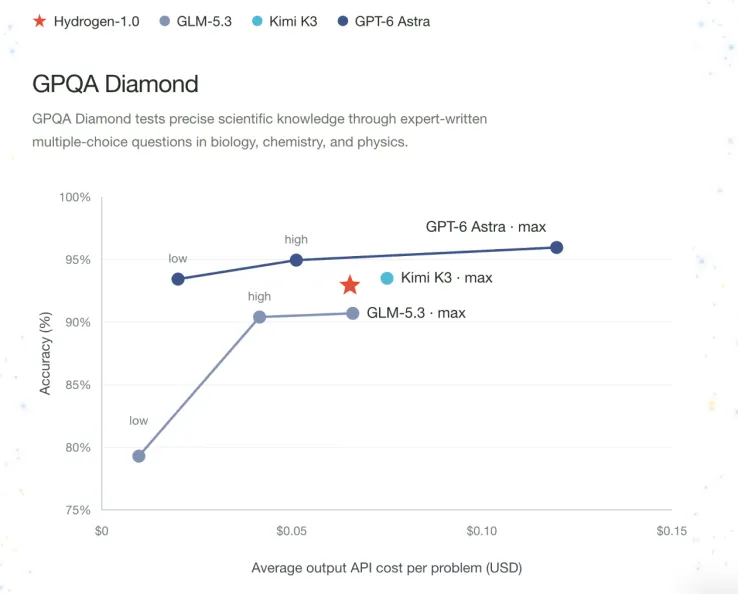 Hydrogen-1.0 GLM-5.3 Kimi K3 GPT-6 Astra
GPQA Diamond
GPQA Diamond tests precise scientific knowledge through expert-written
multiple-choice questions in biology, chemistry, and physics.
100%
GPT-6 Astra · max
high
95%
low
Kimi K3 · max
high
GLM-5.3 · max
90%
Accuracy (%)
85%
low
80%
75%
$0 $0.05 $0.10 $0.15
Average output API cost per problem (USD)